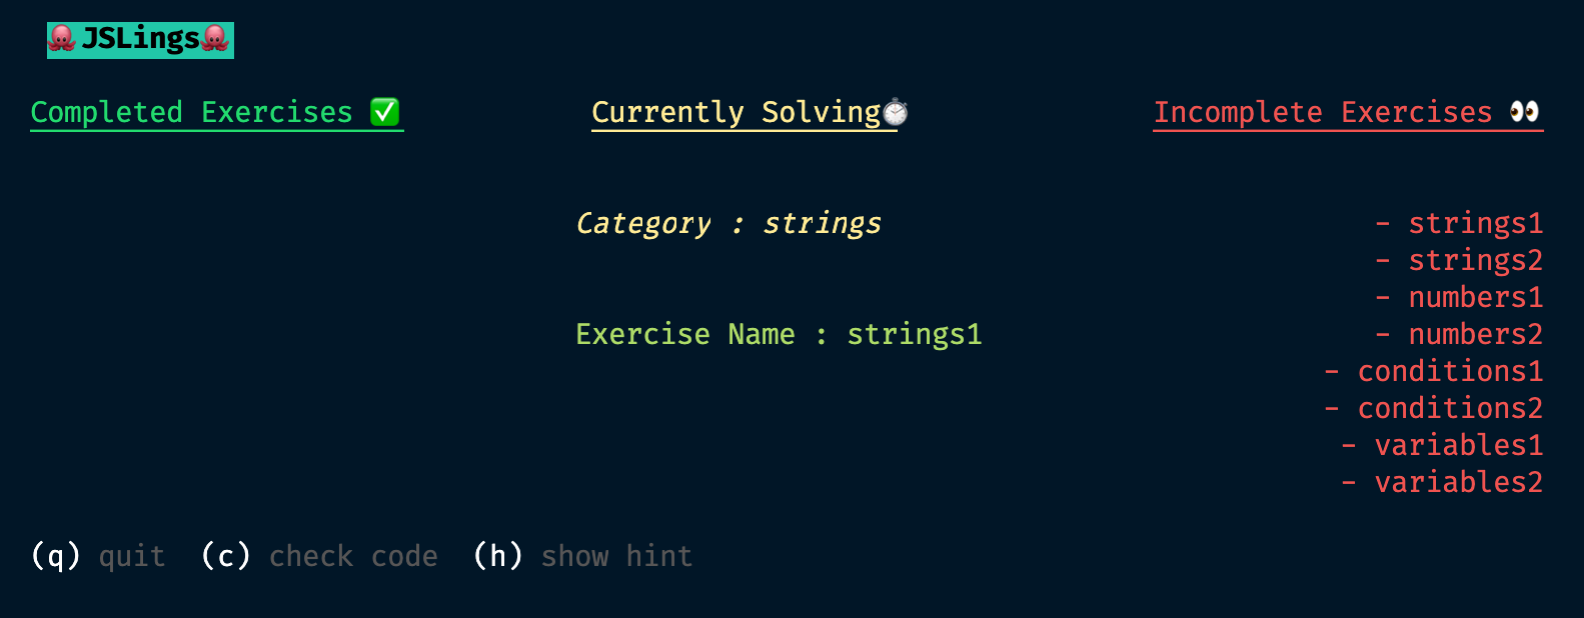 🐙JSLings🐙
Completed Exercises ✅ Currently Solving⏱️ Incomplete Exercises 👀
Category : strings - strings1
- strings2
- numbers1
Exercise Name : strings1 - numbers2
- conditions1
- conditions2
- variables1
- variables2
(q) quit (c) check code (h) show hint